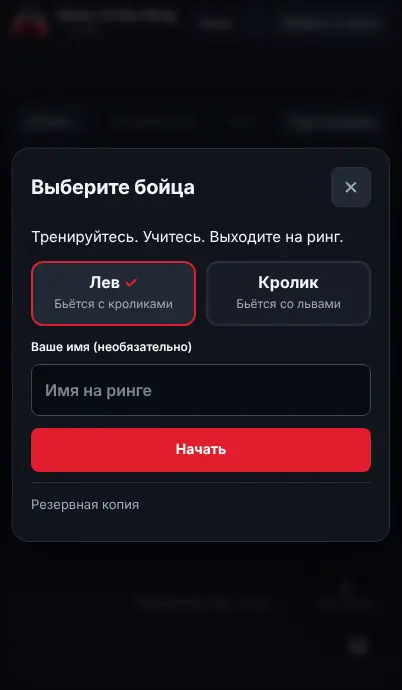 Выберите бойца
Тренируйтесь. Учитесь. Выходите на ринг.
Лев ✓
Бьётся с кроликами
Кролик
Бьётся со львами
Ваше имя (необязательно)
Имя на ринге
Начать
Резервная копия